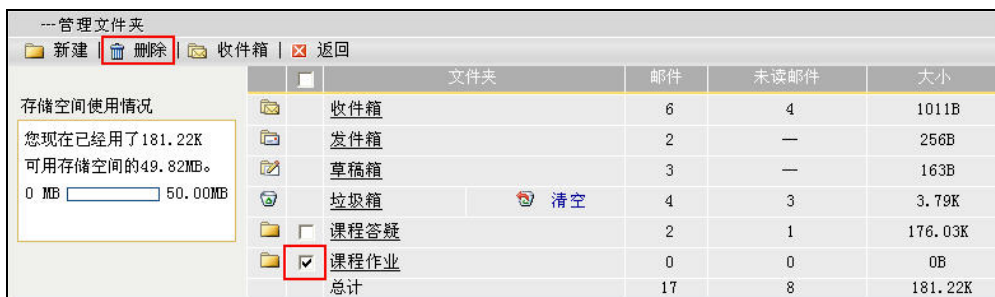 ---管理文件夹
新建 | 删除 | 收件箱 | 返回
文件夹 邮件 未读邮件 大小
存储空间使用情况
您现在已经用了181.22K
可用存储空间的49.82MB。
0 MB 50.00MB
收件箱 6 4 1011B
发件箱 2 — 256B
草稿箱 3 — 163B
垃圾箱 清空 4 3 3.79K
课程答疑 2 1 176.03K
课程作业 0 0 0B
总计 17 8 181.22K